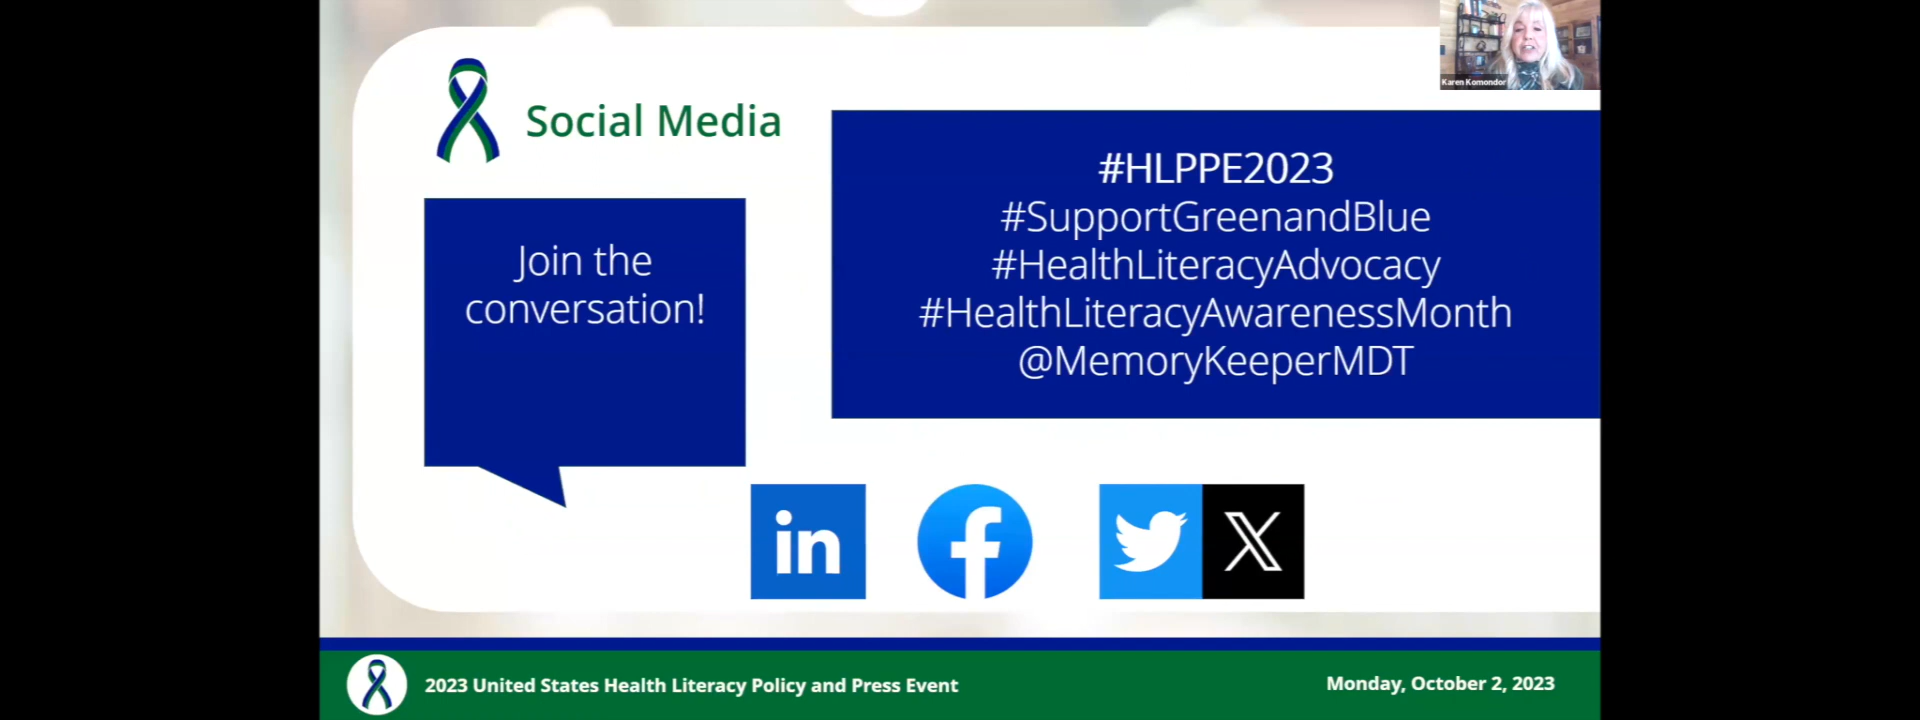 Karen Komondor
Social Media
Join the
conversation!
#HLPPE2023
#SupportGreenandBlue
#HealthLiteracyAdvocacy
#HealthLiteracyAwarenessMonth
@MemoryKeeperMDT
in
f
X
2023 United States Health Literacy Policy and Press Event
Monday, October 2, 2023